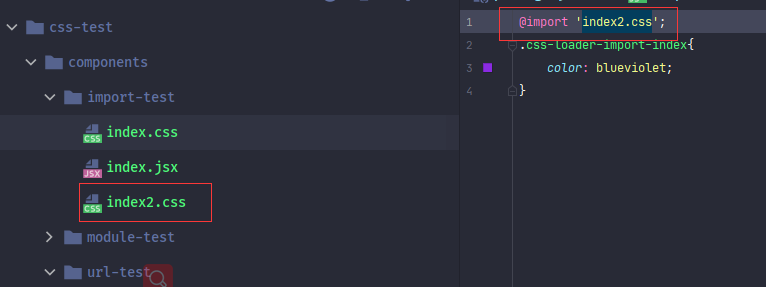 css-test
components
import-test
CSS
index.css
JSX
index.jsx
CSS
index2.css
module-test
url-test
1 @import 'index2.css';
2 .css-loader-import-index{
3 color: blueviolet;
4 }